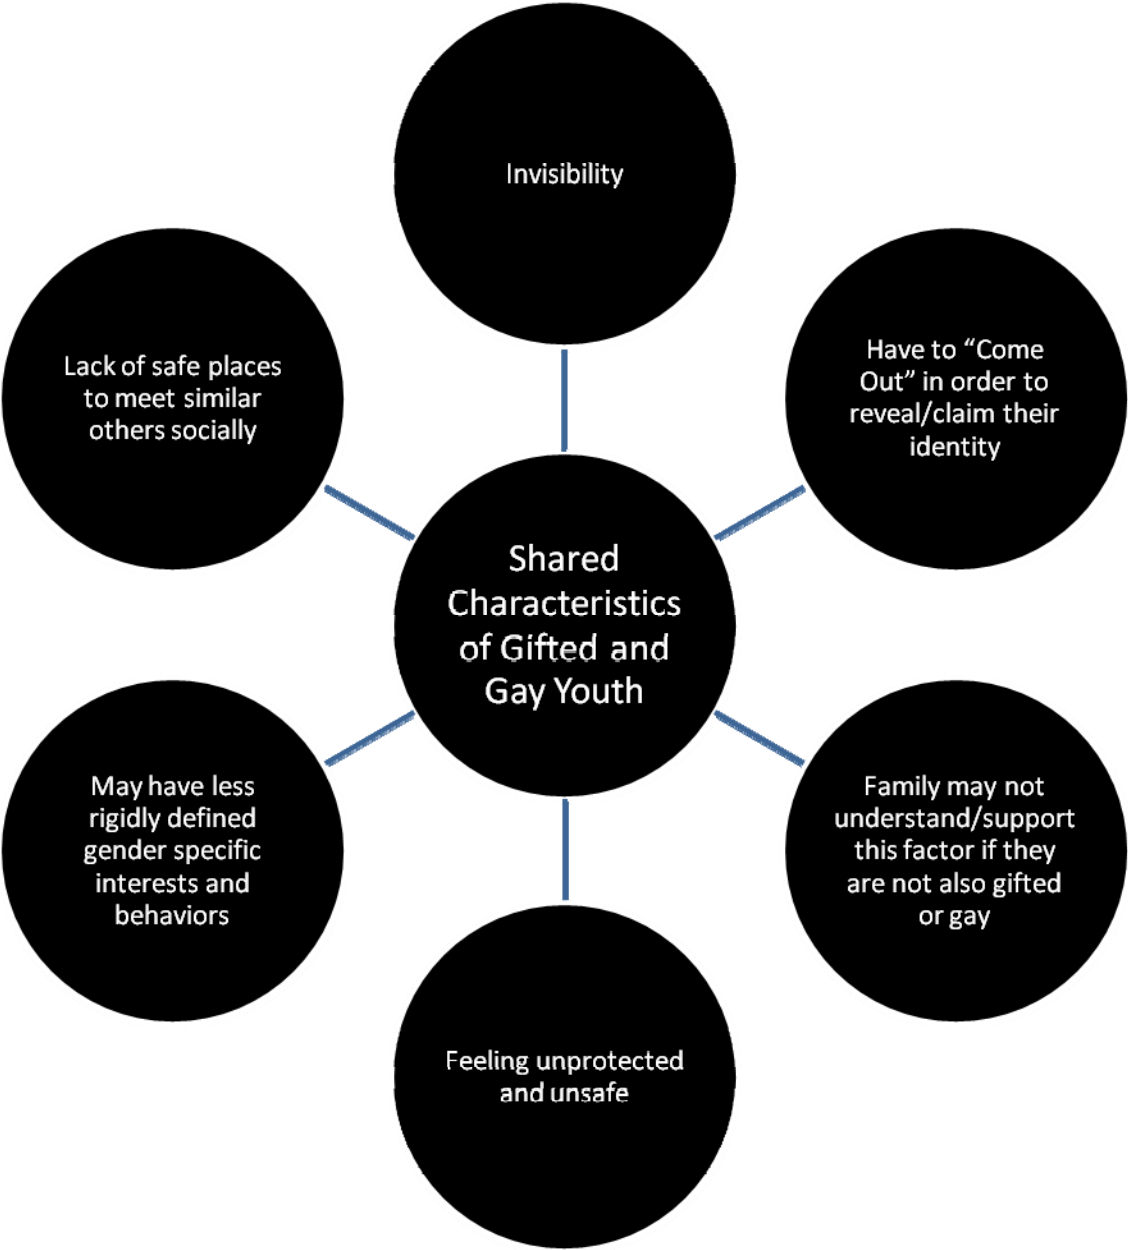 Invisibility
Have to “Come
Out” in order to
reveal/claim their
identity
Family may not
understand/support
this factor if they
are not also gifted
or gay
Feeling unprotected
and unsafe
May have less
rigidly defined
gender specific
interests and
behaviors
Lack of safe places
to meet similar
others socially
Shared
Characteristics
of Gifted and
Gay Youth